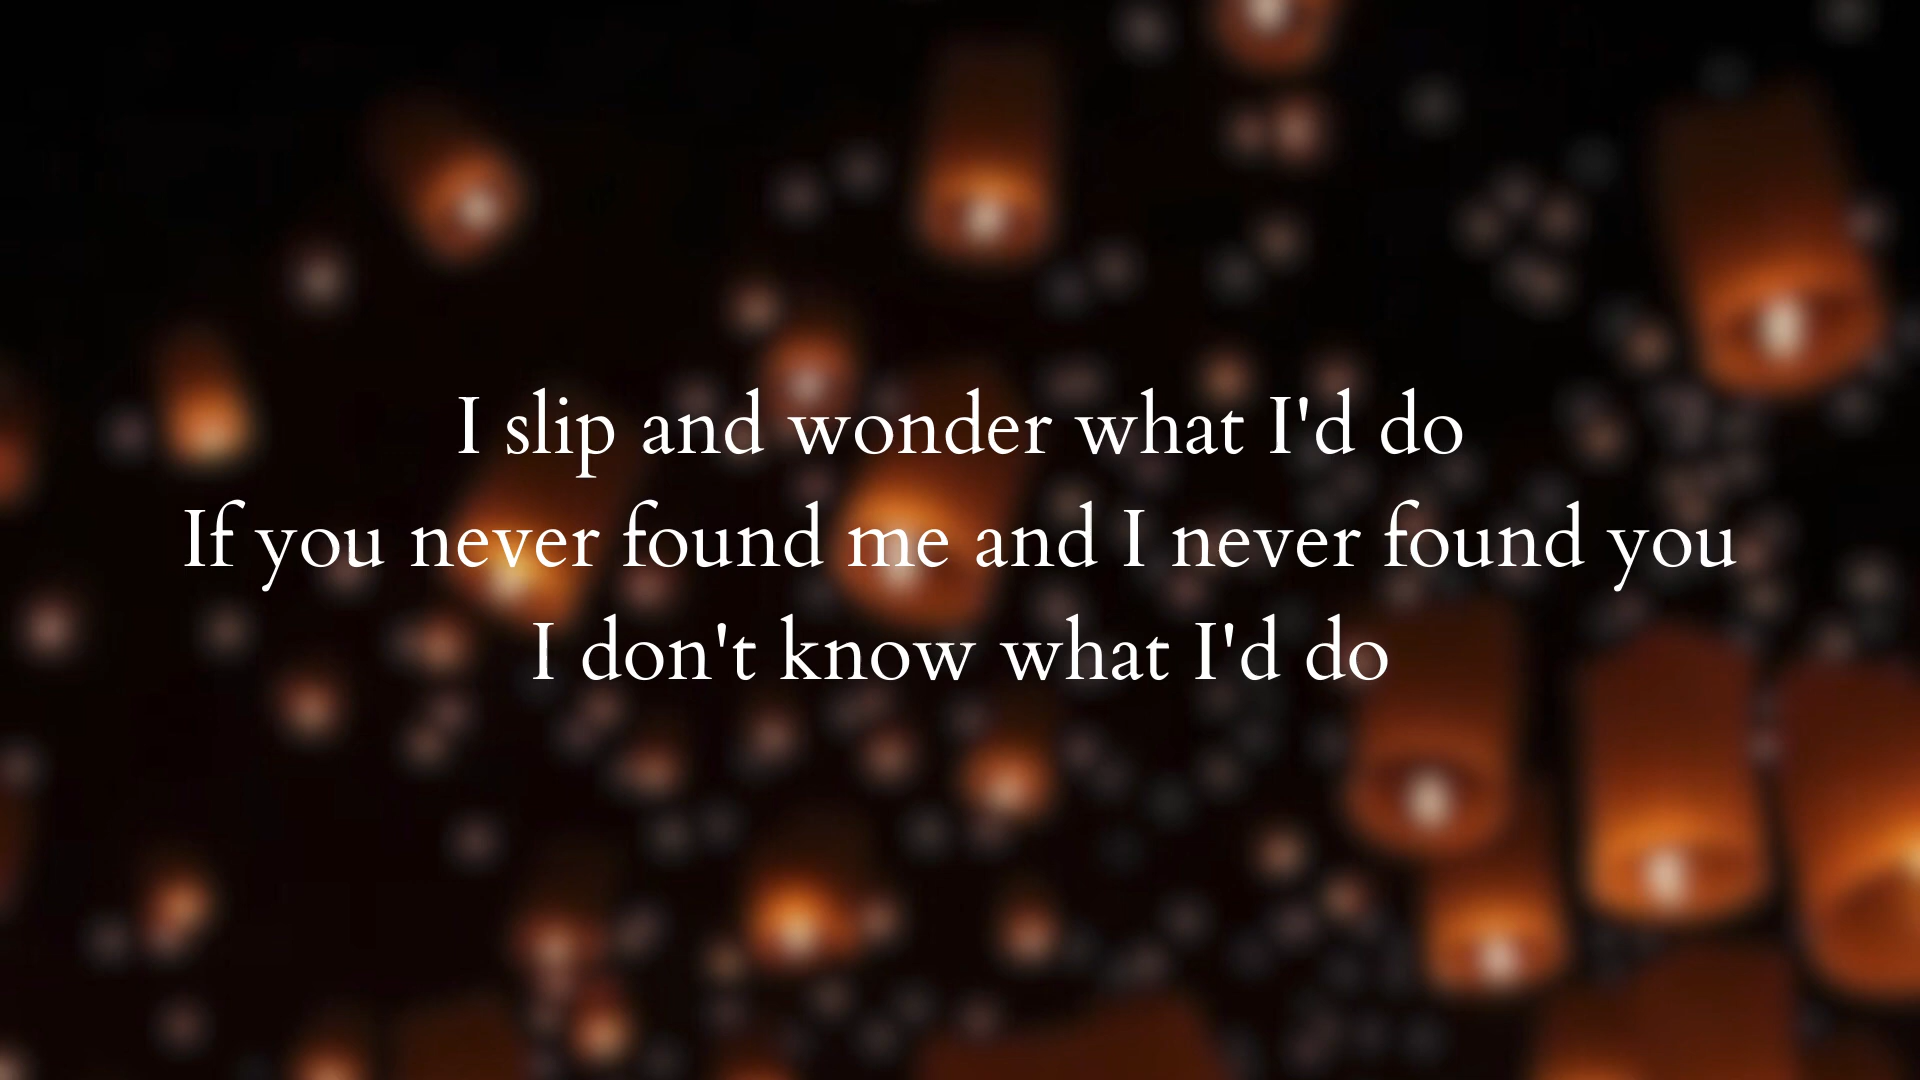 I slip and wonder what I'd do
If you never found me and I never found you
I don't know what I'd do